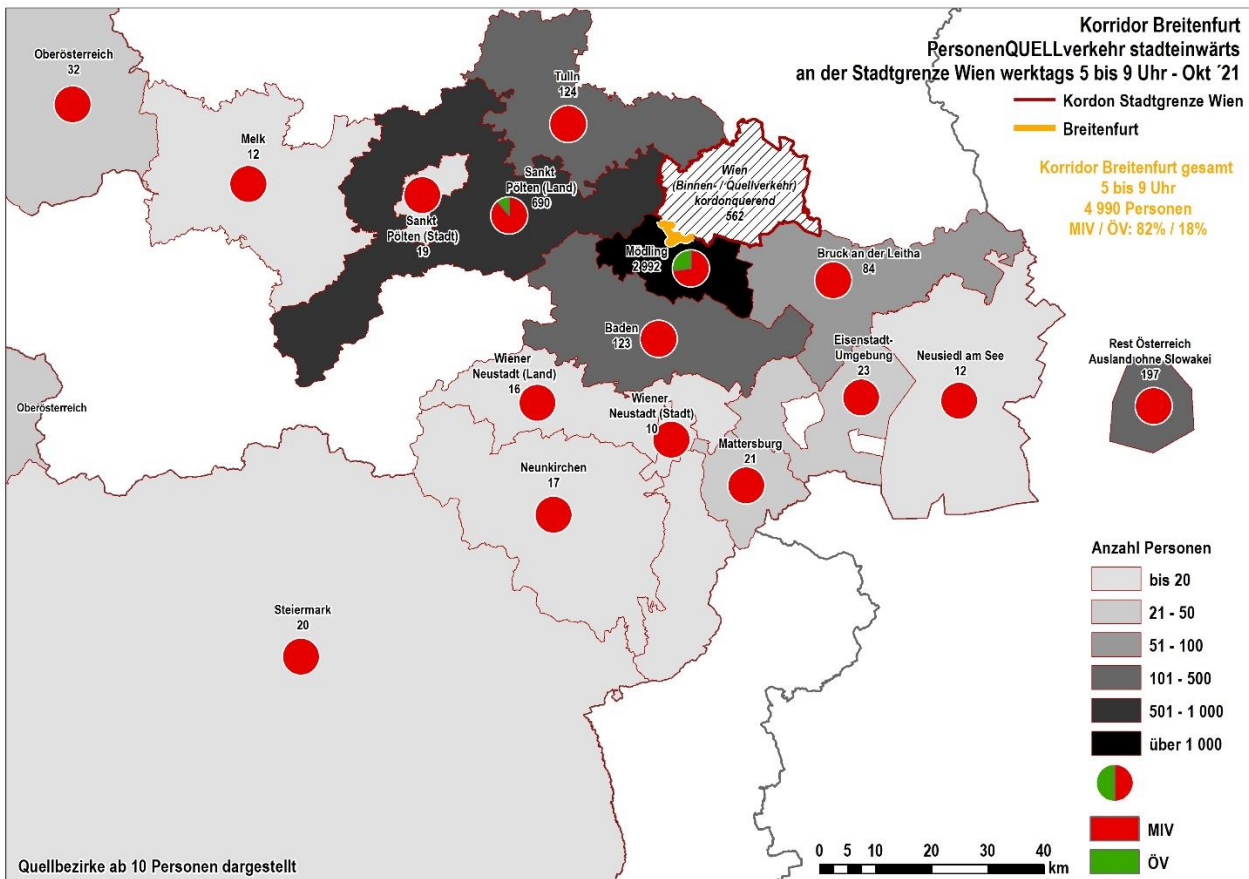 Korridor Breitenfurt
PersonenQUELLverkehr stadteinwärts
an der Stadtgrenze Wien werktags 5 bis 9 Uhr - Okt ´21
Kordon Stadtgrenze Wien
Breitenfurt
Korridor Breitenfurt gesamt
5 bis 9 Uhr
4 990 Personen
MIV / ÖV: 82% / 18%
Oberösterreich
32
Melk
12
Tulln
124
Sankt
Pölten (Land)
690
Sankt
Pölten (Stadt)
19
Wien
(Binnen- / Quellverkehr)
kordonquerend
562
Mödling
2 992
Bruck an der Leitha
84
Baden
123
Wiener
Neustadt (Land)
16
Eisenstadt-
Umgebung
23
Neusiedl am See
12
Rest Österreich
Ausland ohne Slowakei
197
Oberösterreich
Wiener
Neustadt (Stadt)
10
Mattersburg
21
Neunkirchen
17
Steiermark
20
Anzahl Personen
bis 20
21 - 50
51 - 100
101 - 500
501 - 1 000
über 1 000
MIV
ÖV
Quellbezirke ab 10 Personen dargestellt
0 5 10 20 30 40
km